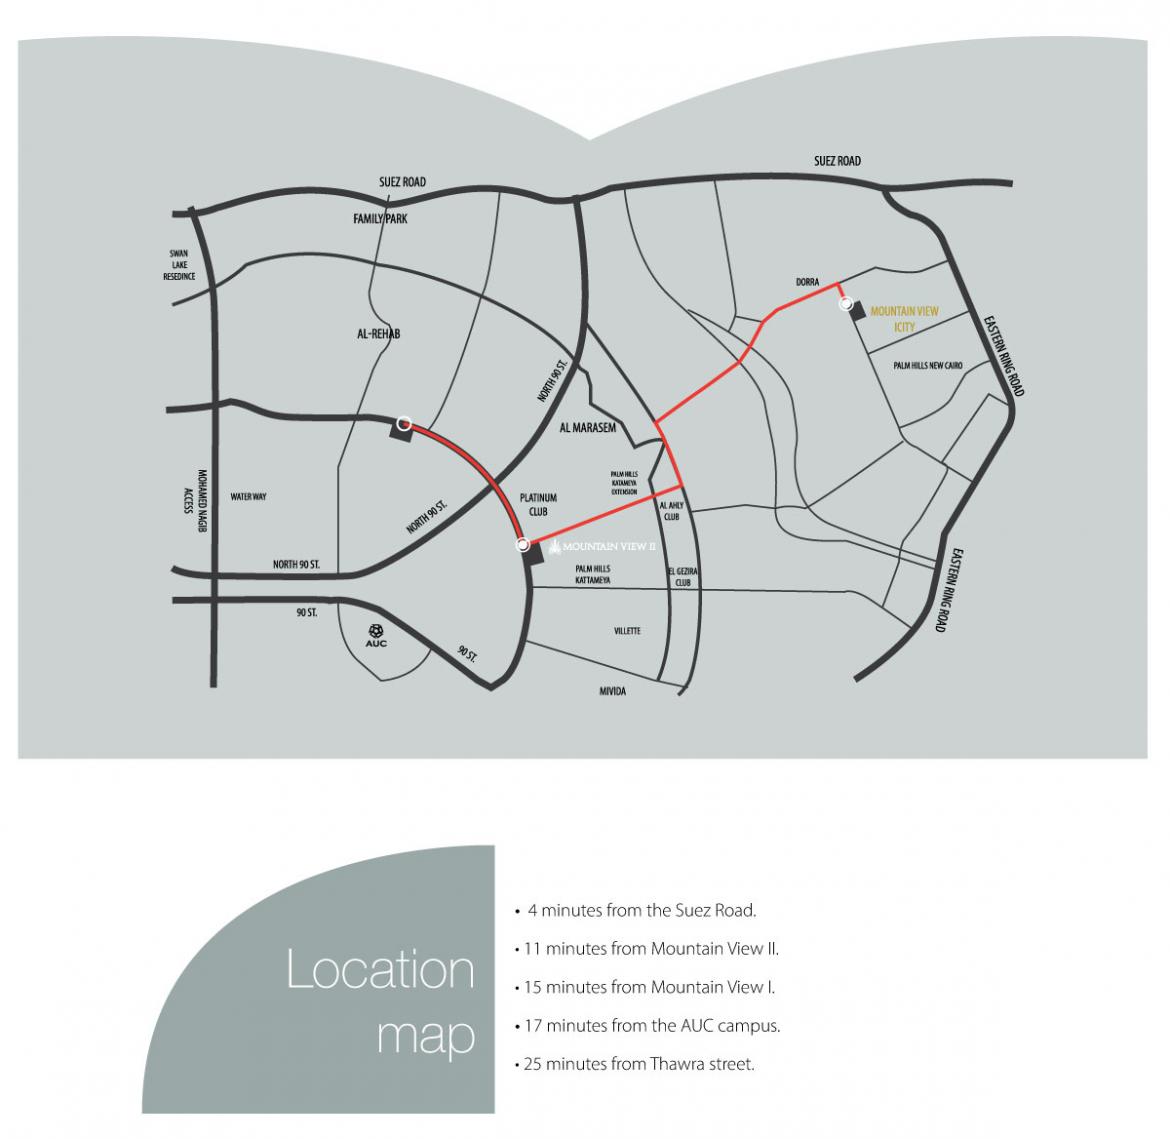 SUEZ ROAD
SUEZ ROAD
FAMILY PARK
SWAN
LAKE
RESEDINCE
DORRA
MOUNTAIN VIEW
ICITY
EASTERN RING ROAD
AL-REHAB
NORTH 90 ST.
PALM HILLS NEW CAIRO
AL MARASEM
PALM HILLS
KATAMEYA
EXTENSION
MOHAMED NAGIB
ACCESS
WATER WAY
NORTH 90 ST.
PLATINUM
CLUB
AL AHLY
CLUB
MOUNTAIN VIEW II
NORTH 90 ST.
PALM HILLS
KATTAMEYA
EL GEZIRA
CLUB
EASTERN RING ROAD
90 ST.
AUC
90 ST.
VILLETTE
MIVIDA
Location
map
• 4 minutes from the Suez Road.
• 11 minutes from Mountain View II.
• 15 minutes from Mountain View I.
• 17 minutes from the AUC campus.
• 25 minutes from Thawra street.